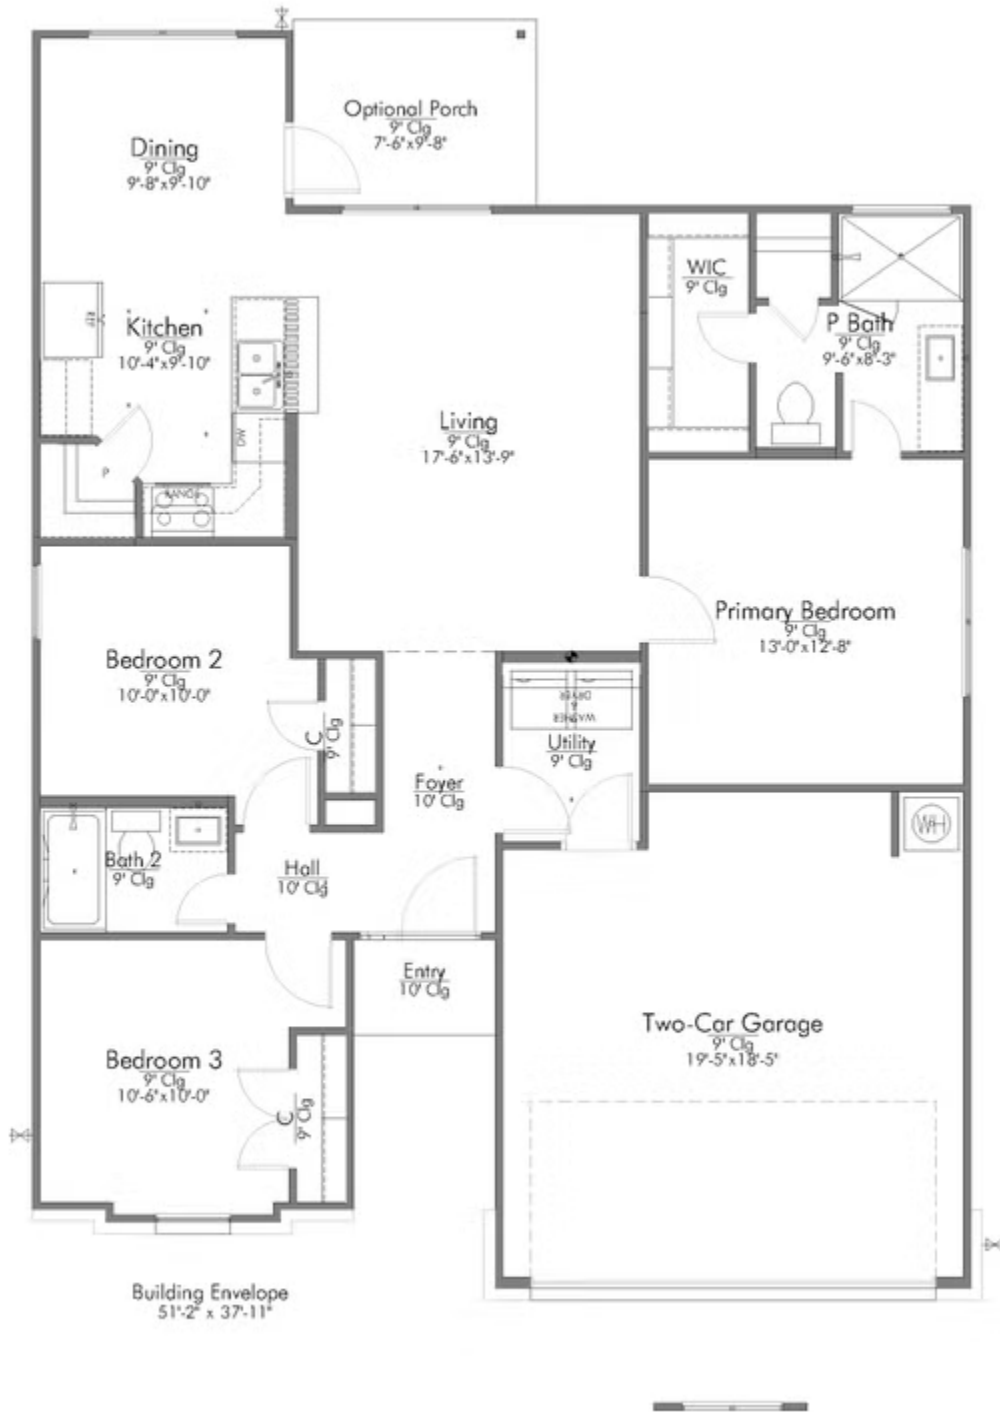 Optional Porch
9' Clg
7'-6"x9'-8"
Dining
9' Clg
9'-8"x9'-10"
WIC
9' Clg
REF
Kitchen
9' Clg
10'-4"x9'-10"
P Bath
9' Clg
9'-6"x8'-3"
Living
9' Clg
17'-6"x13'-9"
DW
P
RANGE
Primary Bedroom
9' Clg
13'-0"x12'-8"
Bedroom 2
9' Clg
10'-0"x10'-0"
C
9' Clg
WASHER
&
DRYER
Utility
9' Clg
Foyer
10' Clg
WH
Bath 2
9' Clg
Hall
10' Clg
Entry
10' Clg
Two-Car Garage
9' Clg
19'-5"x18'-5"
Bedroom 3
9' Clg
10'-6"x10'-0"
C
9' Clg
Building Envelope
51'-2" x 37'-11"